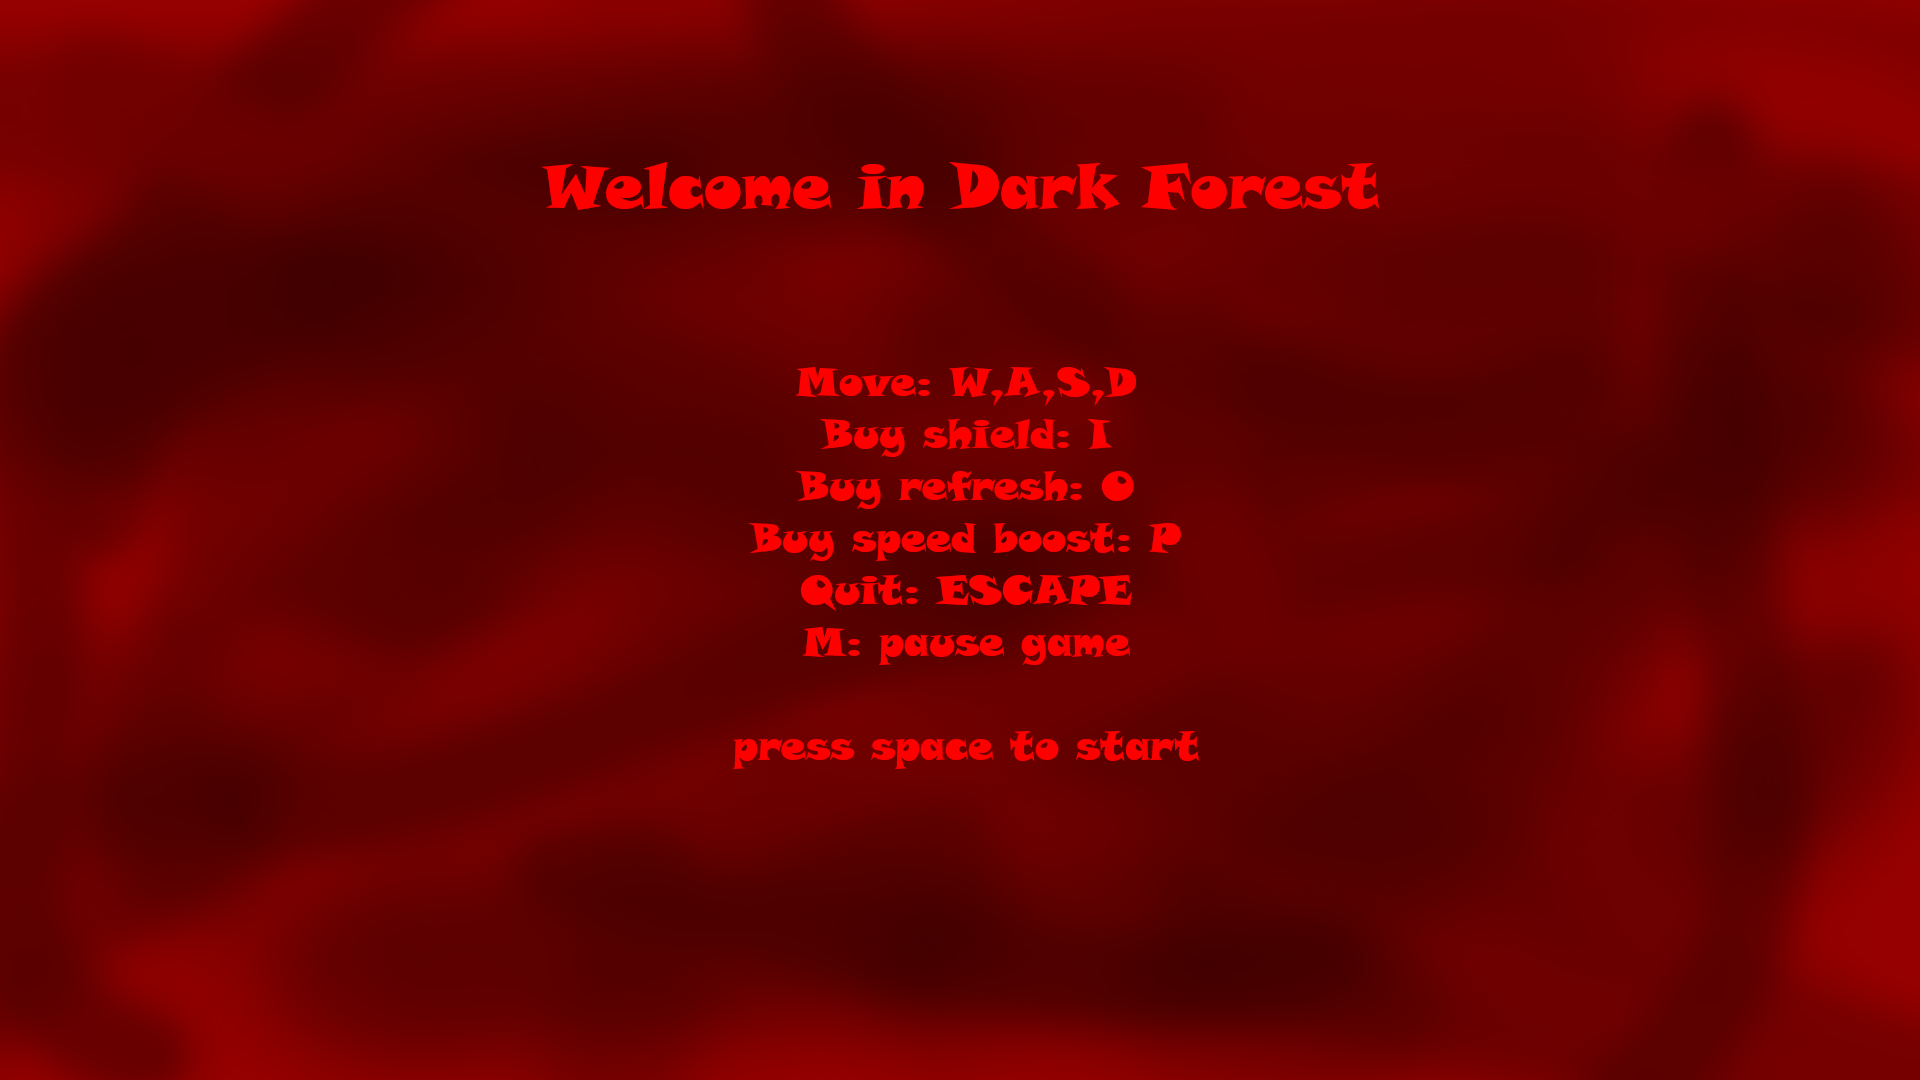 Welcome in Dark Forest
Move: W,A,S,D
Buy shield: I
Buy refresh: O
Buy speed boost: P
Quit: ESCAPE
M: pause game
press space to start